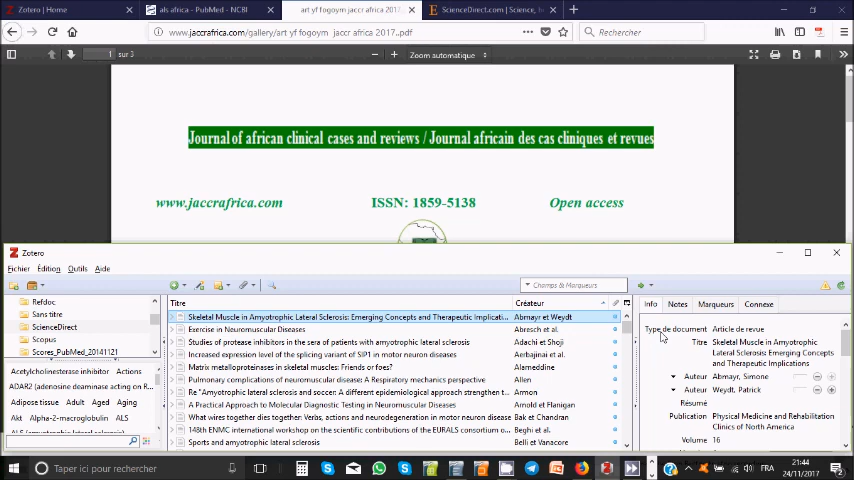 Zotero | Home
als africa - PubMed - NCBI
art yf fogoym jaccr africa 2017..
ScienceDirect.com | Science, h
www.jaccrafrica.com/gallery/art yf fogoym jaccr africa 2017..pdf
Rechercher
1 sur 3
Zoom automatique
Journal of african clinical cases and reviews / Journal africain des cas cliniques et revues
www.jaccrafrica.com ISSN: 1859-5138 Open access
Zotero
Fichier Édition Outils Aide
Champs & Marqueurs
Refdoc
Sans titre
ScienceDirect
Scopus
Scores_PubMed_20141121
Acetylcholinesterase inhibitor Actions
ADAR2 (adenosine deaminase acting on R
Adipose tissue Adult Aged Aging
Akt Alpha-2-macroglobulin ALS
ALS
Titre Créateur
Skeletal Muscle in Amyotrophic Lateral Sclerosis: Emerging Concepts and Therapeutic Implicati... Abmayr et Weydt
Exercise in Neuromuscular Diseases Abresch et al.
Studies of protease inhibitors in the sera of patients with amyotrophic lateral sclerosis Adachi et Shoji
Increased expression level of the splicing variant of SIP1 in motor neuron diseases Aerbajinai et al.
Matrix metalloproteinases in skeletal muscles: Friends or foes? Alameddine
Pulmonary complications of neuromuscular disease: A Respiratory mechanics perspective Allen
Re "Amyotrophic lateral sclerosis and soccer: a different epidemiological approach strengthen ... Armon
A Practical Approach to Molecular Diagnostic Testing in Neuromuscular Diseases Arnold et Flanigan
What wires together dies together: Verbs, actions and neurodegeneration in motor neuron disease Bak et Chandran
148th ENMC international workshop on the scientific contributions of the EURALS consortium o... Beghi et al.
Sports and amyotrophic lateral sclerosis Belli et Vanacore
Info Notes Marqueurs Connexe
Type de document Article de revue
Titre Skeletal Muscle in Amyotrophic
Lateral Sclerosis: Emerging Concepts
and Therapeutic Implications
Auteur Abmayr, Simone
Auteur Weydt, Patrick
Résumé
Publication Physical Medicine and Rehabilitation
Clinics of North America
Volume 16
Taper ici pour rechercher
FRA
21:44
24/11/2017